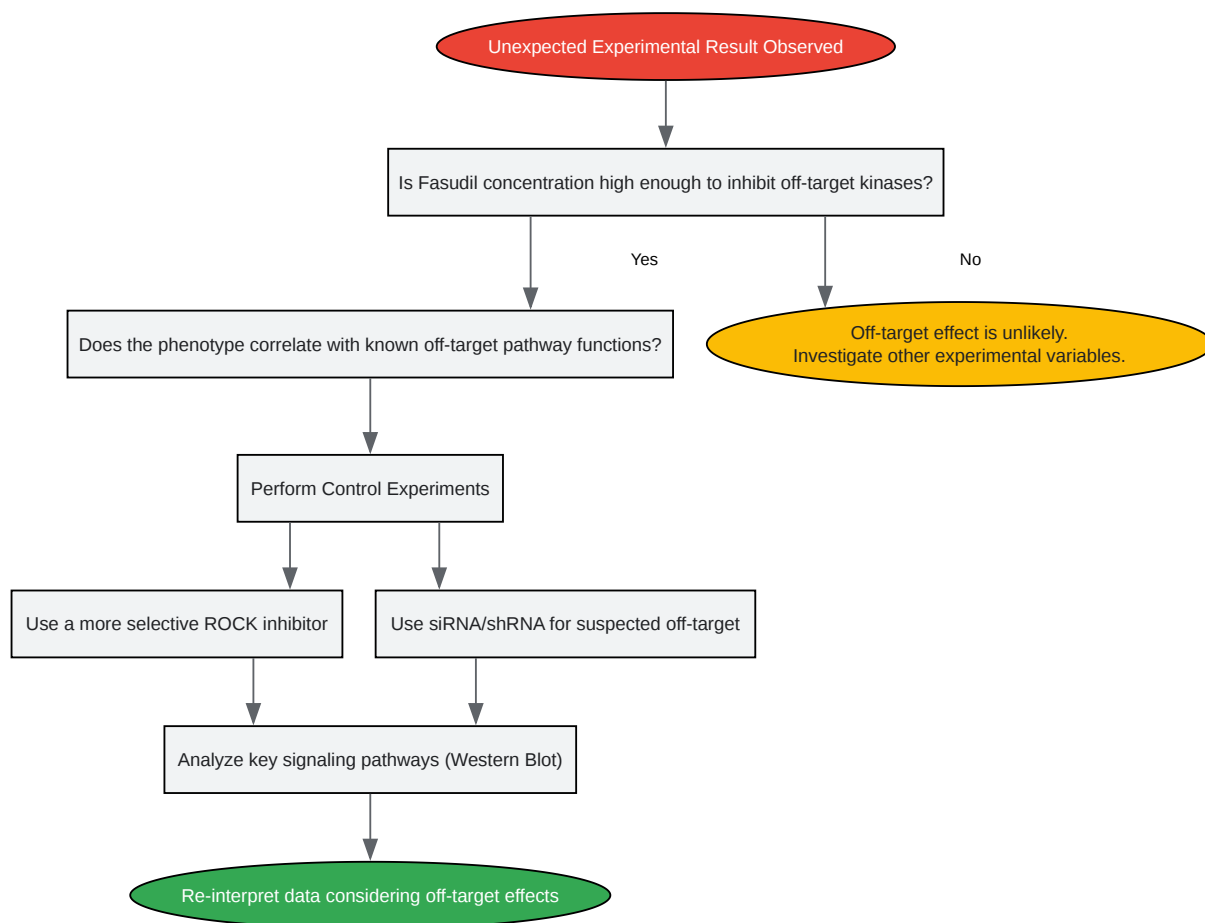 Unexpected Experimental Result Observed
Is Fasudil concentration high enough to inhibit off-target kinases?
Yes
No
Does the phenotype correlate with known off-target pathway functions?
Off-target effect is unlikely.
Investigate other experimental variables.
Perform Control Experiments
Use a more selective ROCK inhibitor
Use siRNA/shRNA for suspected off-target
Analyze key signaling pathways (Western Blot)
Re-interpret data considering off-target effects